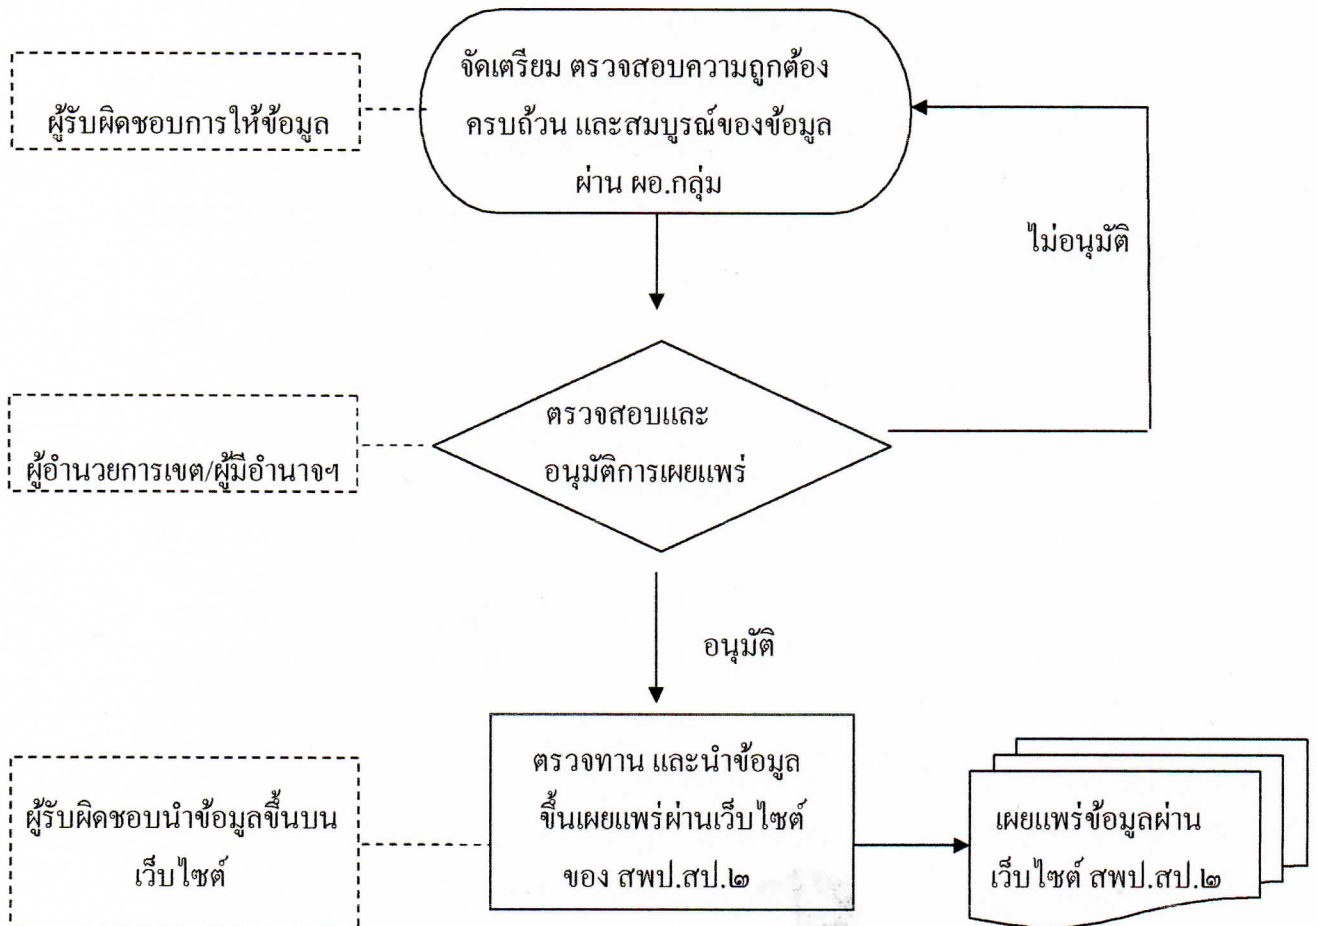 จัดเตรียม ตรวจสอบความถูกต้อง
ครบถ้วน และสมบูรณ์ของข้อมูล
ผ่าน ผอ.กลุ่ม
ผู้รับผิดชอบการให้ข้อมูล
ไม่อนุมัติ
ตรวจสอบและ
อนุมัติการเผยแพร่
ผู้อำนวยการเขต/ผู้มีอำนาจฯ
อนุมัติ
ตรวจทาน และนำข้อมูล
ขึ้นเผยแพร่ผ่านเว็บไซต์
ของ สพป.สป.๒
ผู้รับผิดชอบนำข้อมูลขึ้นบน
เว็บไซต์
เผยแพร่ข้อมูลผ่าน
เว็บไซต์ สพป.สป.๒